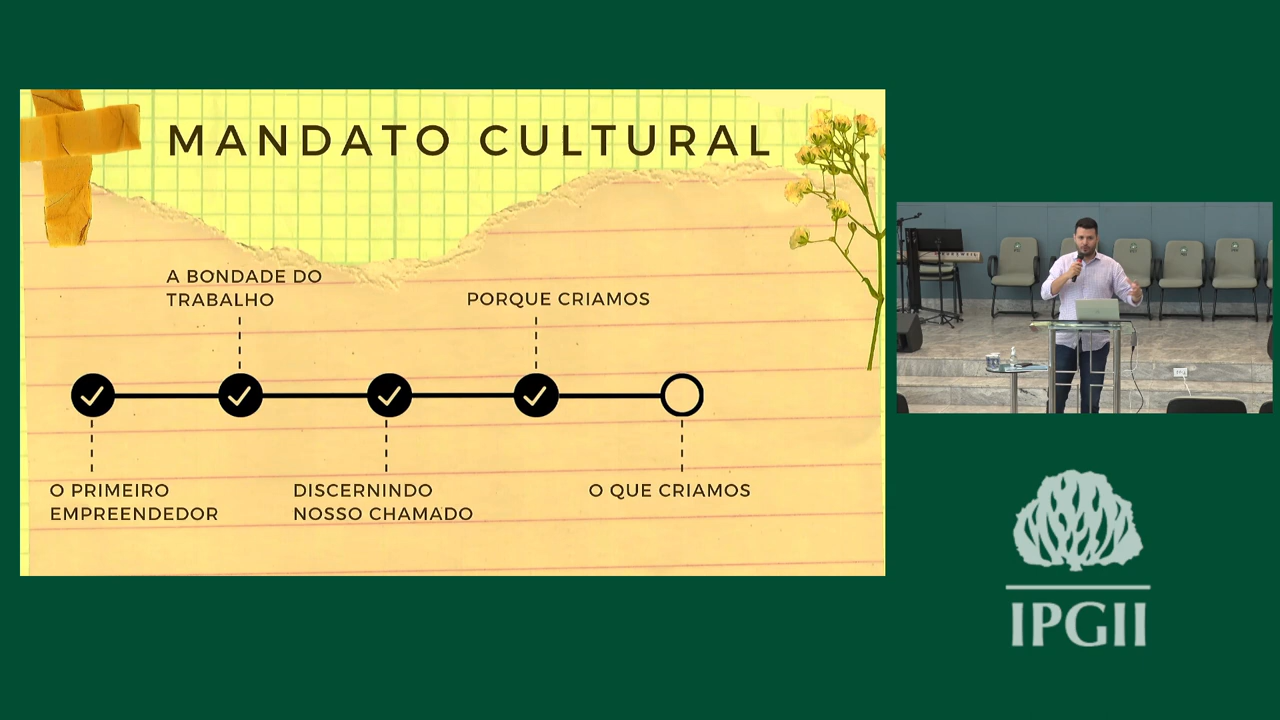 MANDATO CULTURAL
A BONDADE DO
TRABALHO
PORQUE CRIAMOS
O PRIMEIRO
EMPREENDEDOR
DISCERNINDO
NOSSO CHAMADO
O QUE CRIAMOS
IPGII